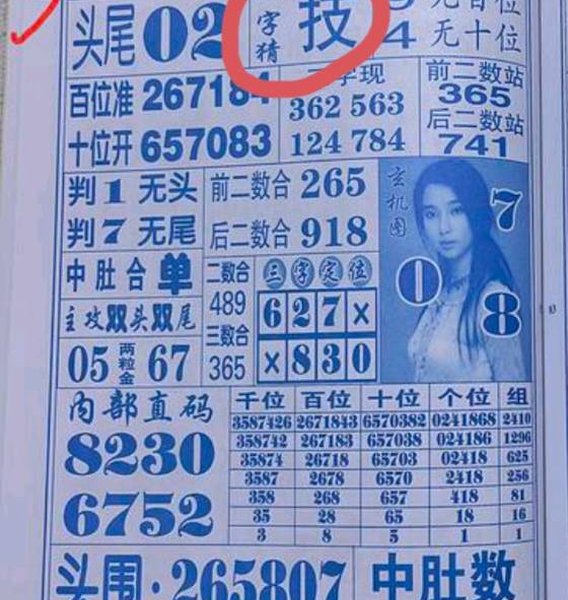 头尾 02
字猜 技
4 无十位
百位准 267184
十位开 657083
字现
362 563
124 784
前二数站
365
后二数站
741
判1 无头
判7 无尾
前二数合 265
后二数合 918
玄机图
7
0
8
中肚合 单
主攻双头双尾
05 两粒金 67
二数合
489
三数合
365
三字定位
6 2 7 ×
× 8 3 0
内部直码
8230
6752
千位 百位 十位 个位 组
3587426 2671843 6570382 0241868 2410
358742 267183 657038 024186 1296
35874 26718 65703 02418 625
3587 2678 6570 2418 256
358 268 657 418 81
35 28 65 18 16
3 8 5 1 1
头围·265807
中肚数